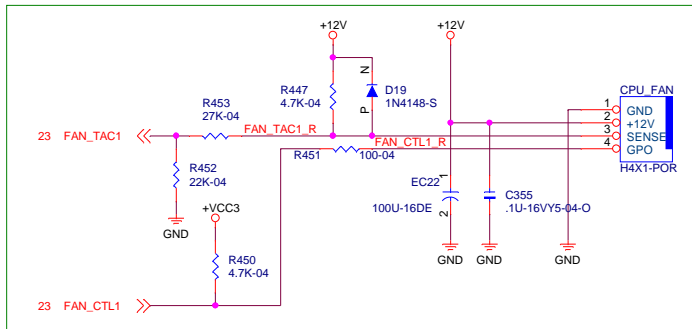 +12V
+12V
N
R447
4.7K-04
D19
1N4148-S
P
CPU_FAN
1
GND
2
+12V
3
SENSE
4
GPO
H4X1-POR
R453
27K-04
23
FAN_TAC1
FAN_TAC1_R
FAN_CTL1_R
R451
100-04
R452
22K-04
GND
EC22
1
2
100U-16DE
C355
.1U-16VY5-04-O
GND
GND
GND
+VCC3
R450
4.7K-04
23
FAN_CTL1